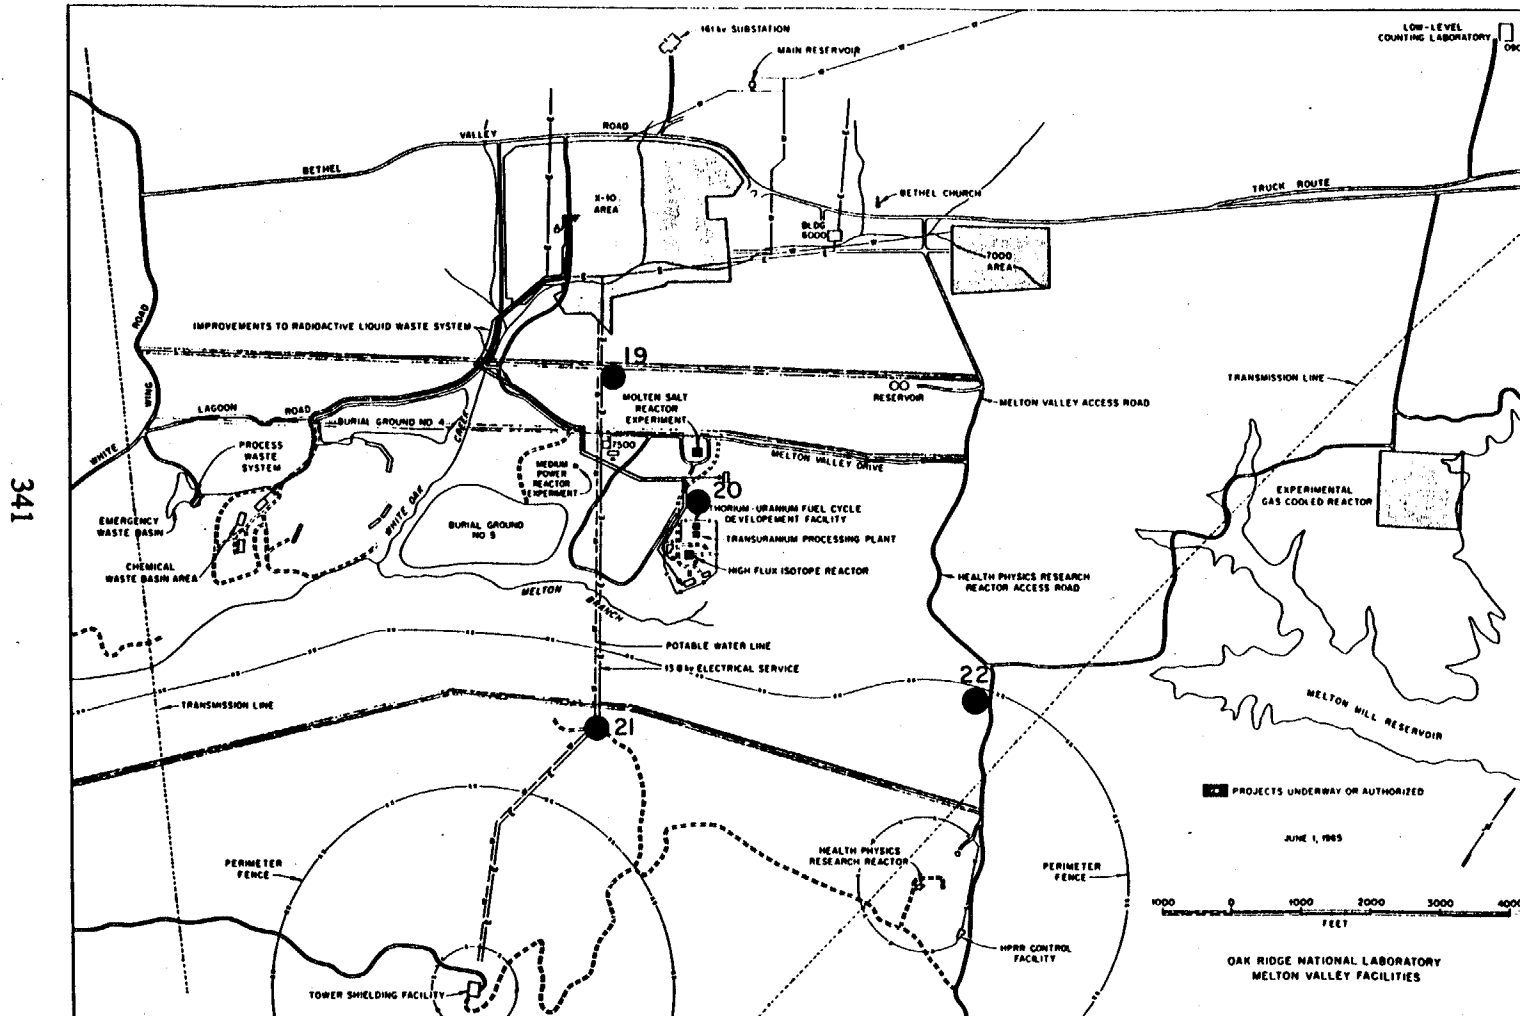 161 kv SUBSTATION
MAIN RESERVOIR
LOW-LEVEL
COUNTING LABORATORY
VALLEY
ROAD
BETHEL
X-10
AREA
BETHEL CHURCH
TRUCK ROUTE
BLDG
6000
7000
AREA
ROAD
IMPROVEMENTS TO RADIOACTIVE LIQUID WASTE SYSTEM
19
TRANSMISSION LINE
WING
RESERVOIR
MELTON VALLEY ACCESS ROAD
MOLTEN SALT
REACTOR
EXPERIMENT
LAGOON
ROAD
BURIAL GROUND NO. 4
CREEK
WHITE
PROCESS
WASTE
SYSTEM
7500
MELTON VALLEY DRIVE
MEDIUM
POWER
REACTOR
EXPERIMENT
341
20
EXPERIMENTAL
GAS COOLED REACTOR
WHITE OAK
THORIUM-URANIUM FUEL CYCLE
DEVELOPEMENT FACILITY
EMERGENCY
WASTE BASIN
BURIAL GROUND
NO 5
TRANSURANIUM PROCESSING PLANT
CHEMICAL
WASTE BASIN AREA
HIGH FLUX ISOTOPE REACTOR
HEALTH PHYSICS RESEARCH
REACTOR ACCESS ROAD
MELTON
BRANCH
POTABLE WATER LINE
13.8 kv ELECTRICAL SERVICE
22
TRANSMISSION LINE
MELTON MILL RESERVOIR
21
PROJECTS UNDERWAY OR AUTHORIZED
JUNE 1, 1965
PERIMETER
FENCE
HEALTH PHYSICS
RESEARCH REACTOR
PERIMETER
FENCE
1000 0 1000 2000 3000 4000
FEET
HPRR CONTROL
FACILITY
OAK RIDGE NATIONAL LABORATORY
MELTON VALLEY FACILITIES
TOWER SHIELDING FACILITY